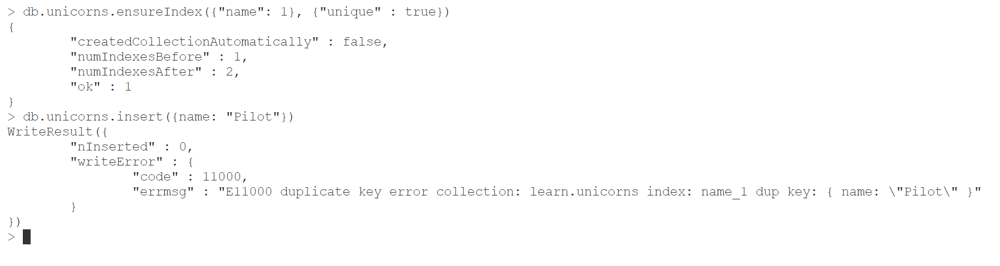 > db.unicorns.ensureIndex({"name": 1}, {"unique" : true})
{
        "createdCollectionAutomatically" : false,
        "numIndexesBefore" : 1,
        "numIndexesAfter" : 2,
        "ok" : 1
}
> db.unicorns.insert({name: "Pilot"})
WriteResult({
        "nInserted" : 0,
        "writeError" : {
                "code" : 11000,
                "errmsg" : "E11000 duplicate key error collection: learn.unicorns index: name_1 dup key: { name: \"Pilot\" }"
        }
})
>